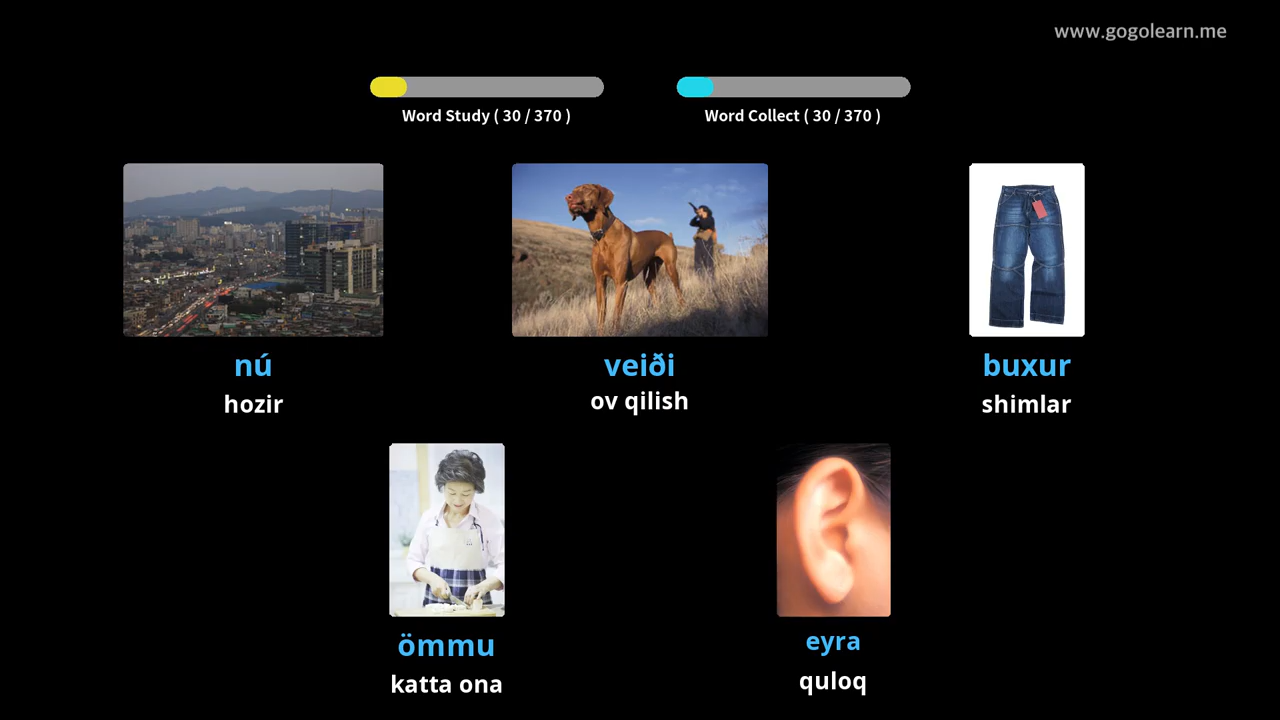 www.gogolearn.me
Word Study ( 30 / 370 )
Word Collect ( 30 / 370 )
nú
hozir
veiði
ov qilish
buxur
shimlar
ömmu
katta ona
eyra
quloq